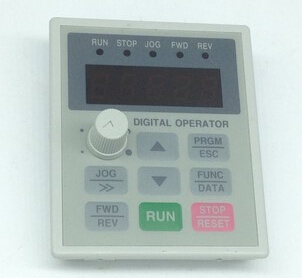 RUN STOP JOG FWD REV
DIGITAL OPERATOR
PRGM
ESC
JOG
>>
FUNC
DATA
FWD
REV
RUN
STOP
RESET